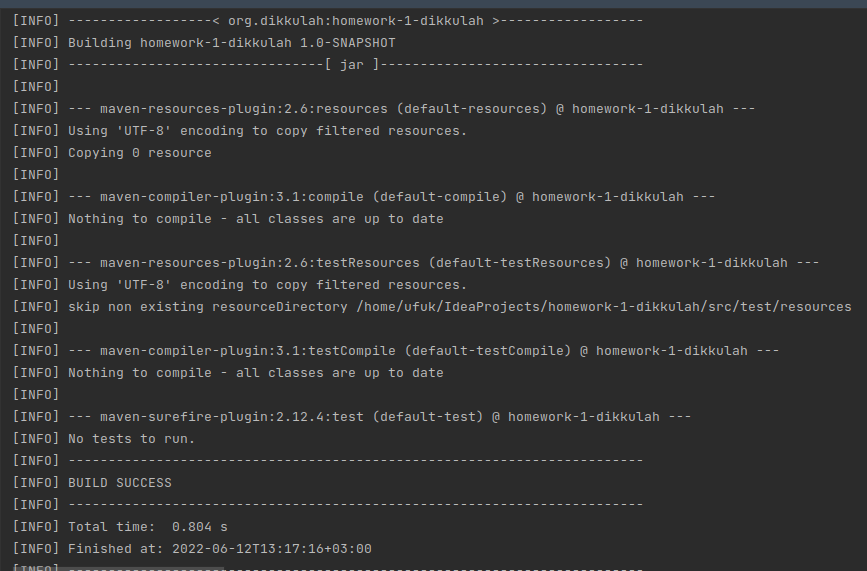 [INFO] ------------------< org.dikkulah:homework-1-dikkulah >------------------
[INFO] Building homework-1-dikkulah 1.0-SNAPSHOT
[INFO] --------------------------------[ jar ]---------------------------------
[INFO]
[INFO] --- maven-resources-plugin:2.6:resources (default-resources) @ homework-1-dikkulah ---
[INFO] Using 'UTF-8' encoding to copy filtered resources.
[INFO] Copying 0 resource
[INFO]
[INFO] --- maven-compiler-plugin:3.1:compile (default-compile) @ homework-1-dikkulah ---
[INFO] Nothing to compile - all classes are up to date
[INFO]
[INFO] --- maven-resources-plugin:2.6:testResources (default-testResources) @ homework-1-dikkulah ---
[INFO] Using 'UTF-8' encoding to copy filtered resources.
[INFO] skip non existing resourceDirectory /home/ufuk/IdeaProjects/homework-1-dikkulah/src/test/resources
[INFO]
[INFO] --- maven-compiler-plugin:3.1:testCompile (default-testCompile) @ homework-1-dikkulah ---
[INFO] Nothing to compile - all classes are up to date
[INFO]
[INFO] --- maven-surefire-plugin:2.12.4:test (default-test) @ homework-1-dikkulah ---
[INFO] No tests to run.
[INFO] ------------------------------------------------------------------------
[INFO] BUILD SUCCESS
[INFO] ------------------------------------------------------------------------
[INFO] Total time:  0.804 s
[INFO] Finished at: 2022-06-12T13:17:16+03:00
[INFO] ------------------------------------------------------------------------